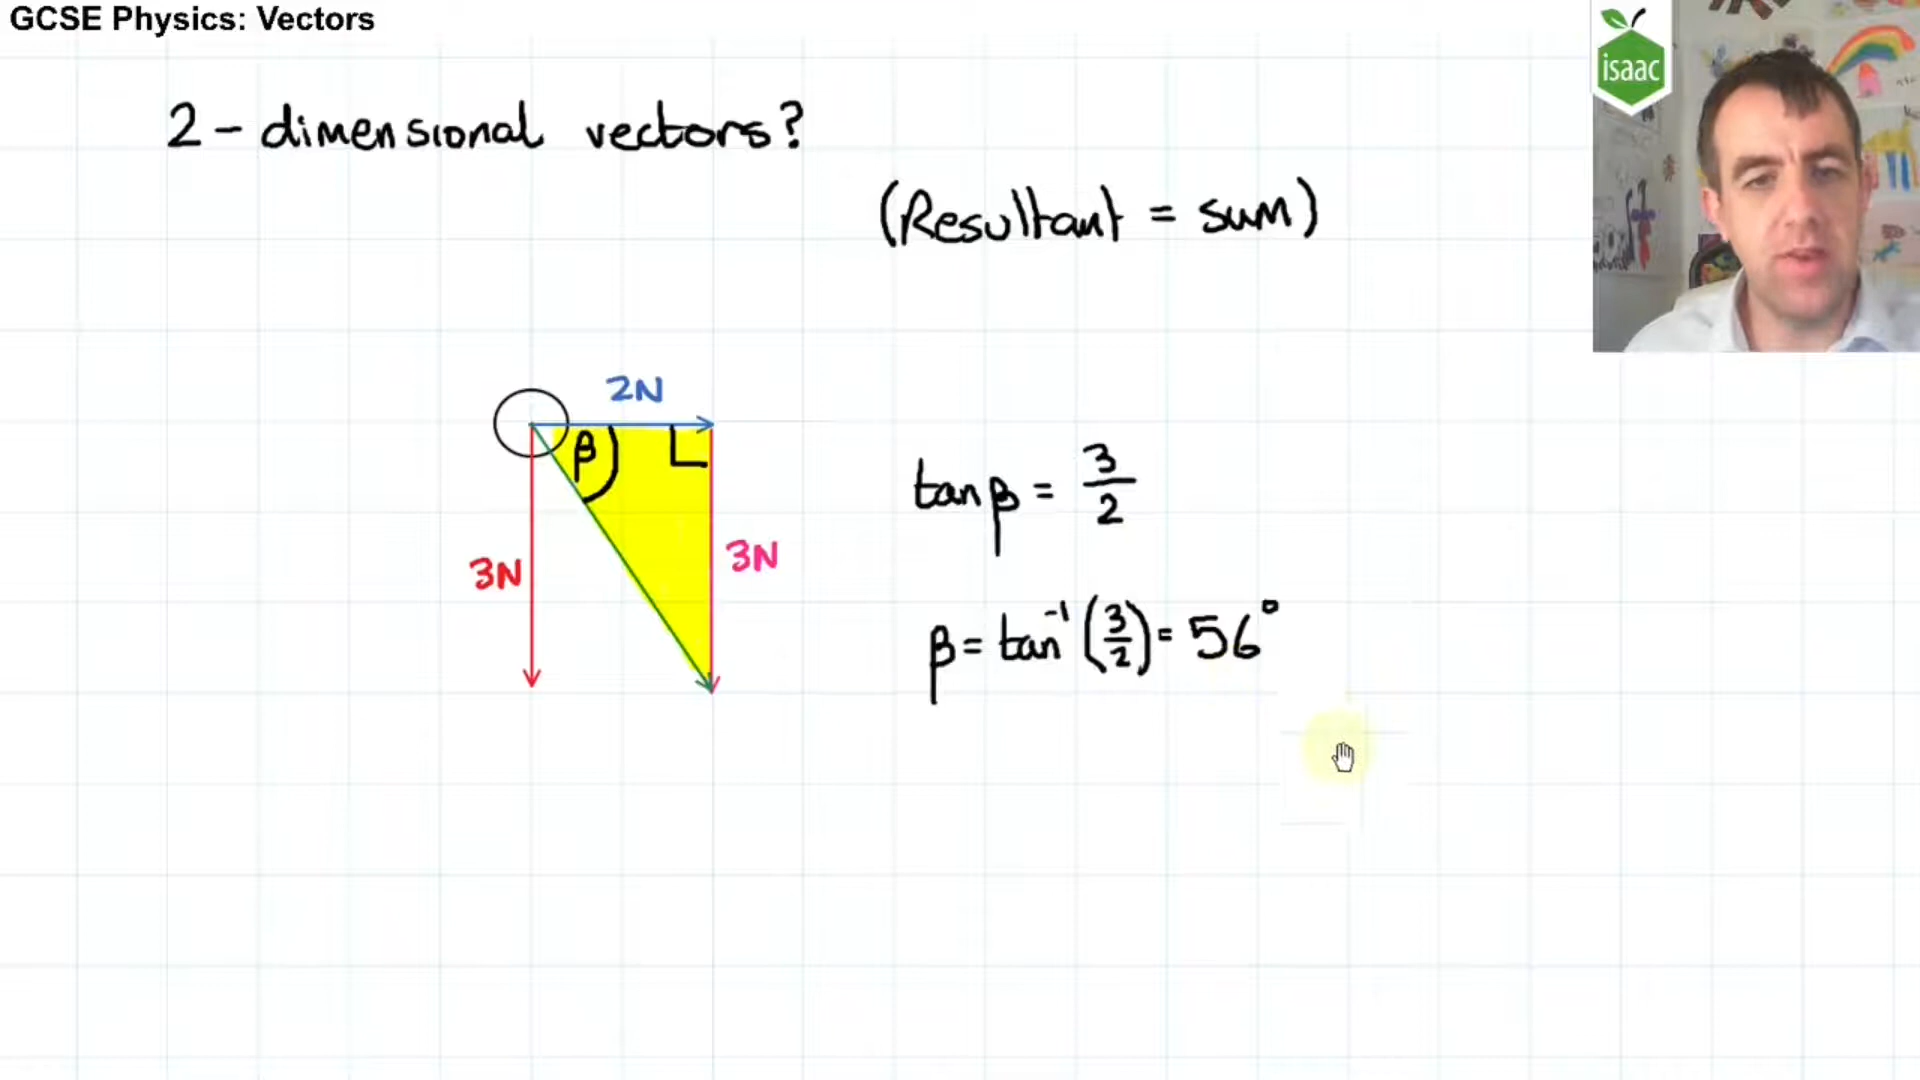 GCSE Physics: Vectors
isaac
2 - dimensional vectors?
(Resultant = sum)
2N
β
3N
3N
tan β = 3/2
β = tan⁻¹ (3/2) = 56°